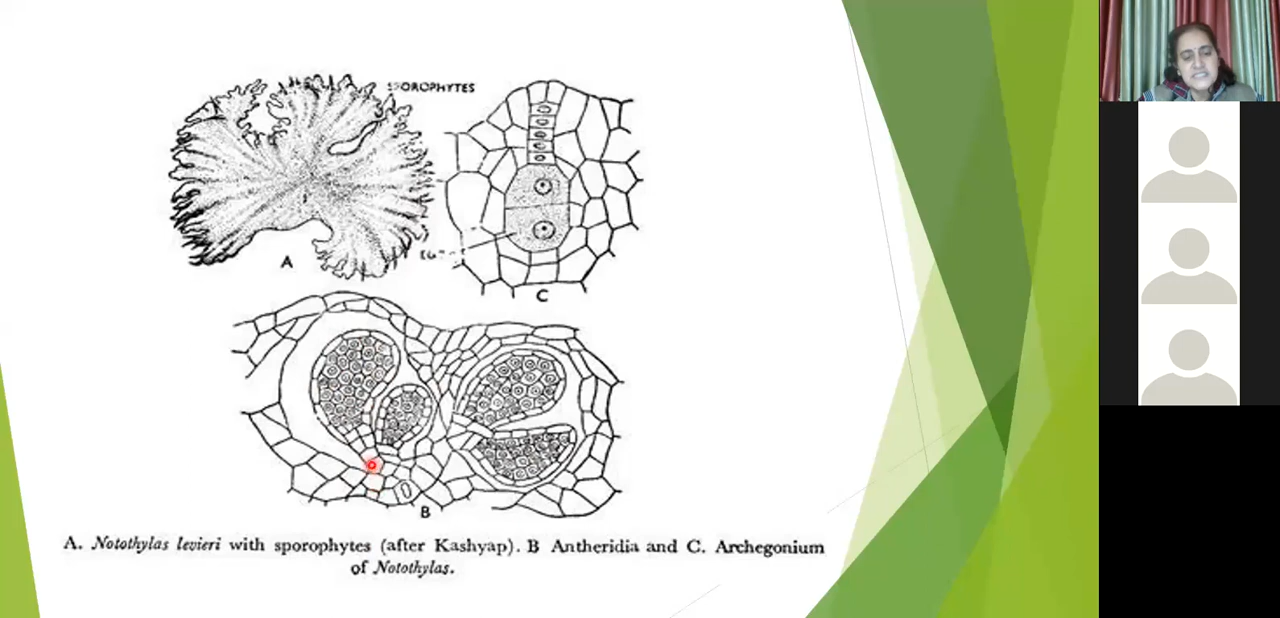 SPOROPHYTES
A
C
B
A. Notothylas levieri with sporophytes (after Kashyap). B Antheridia and C. Archegonium
of Notothylas.